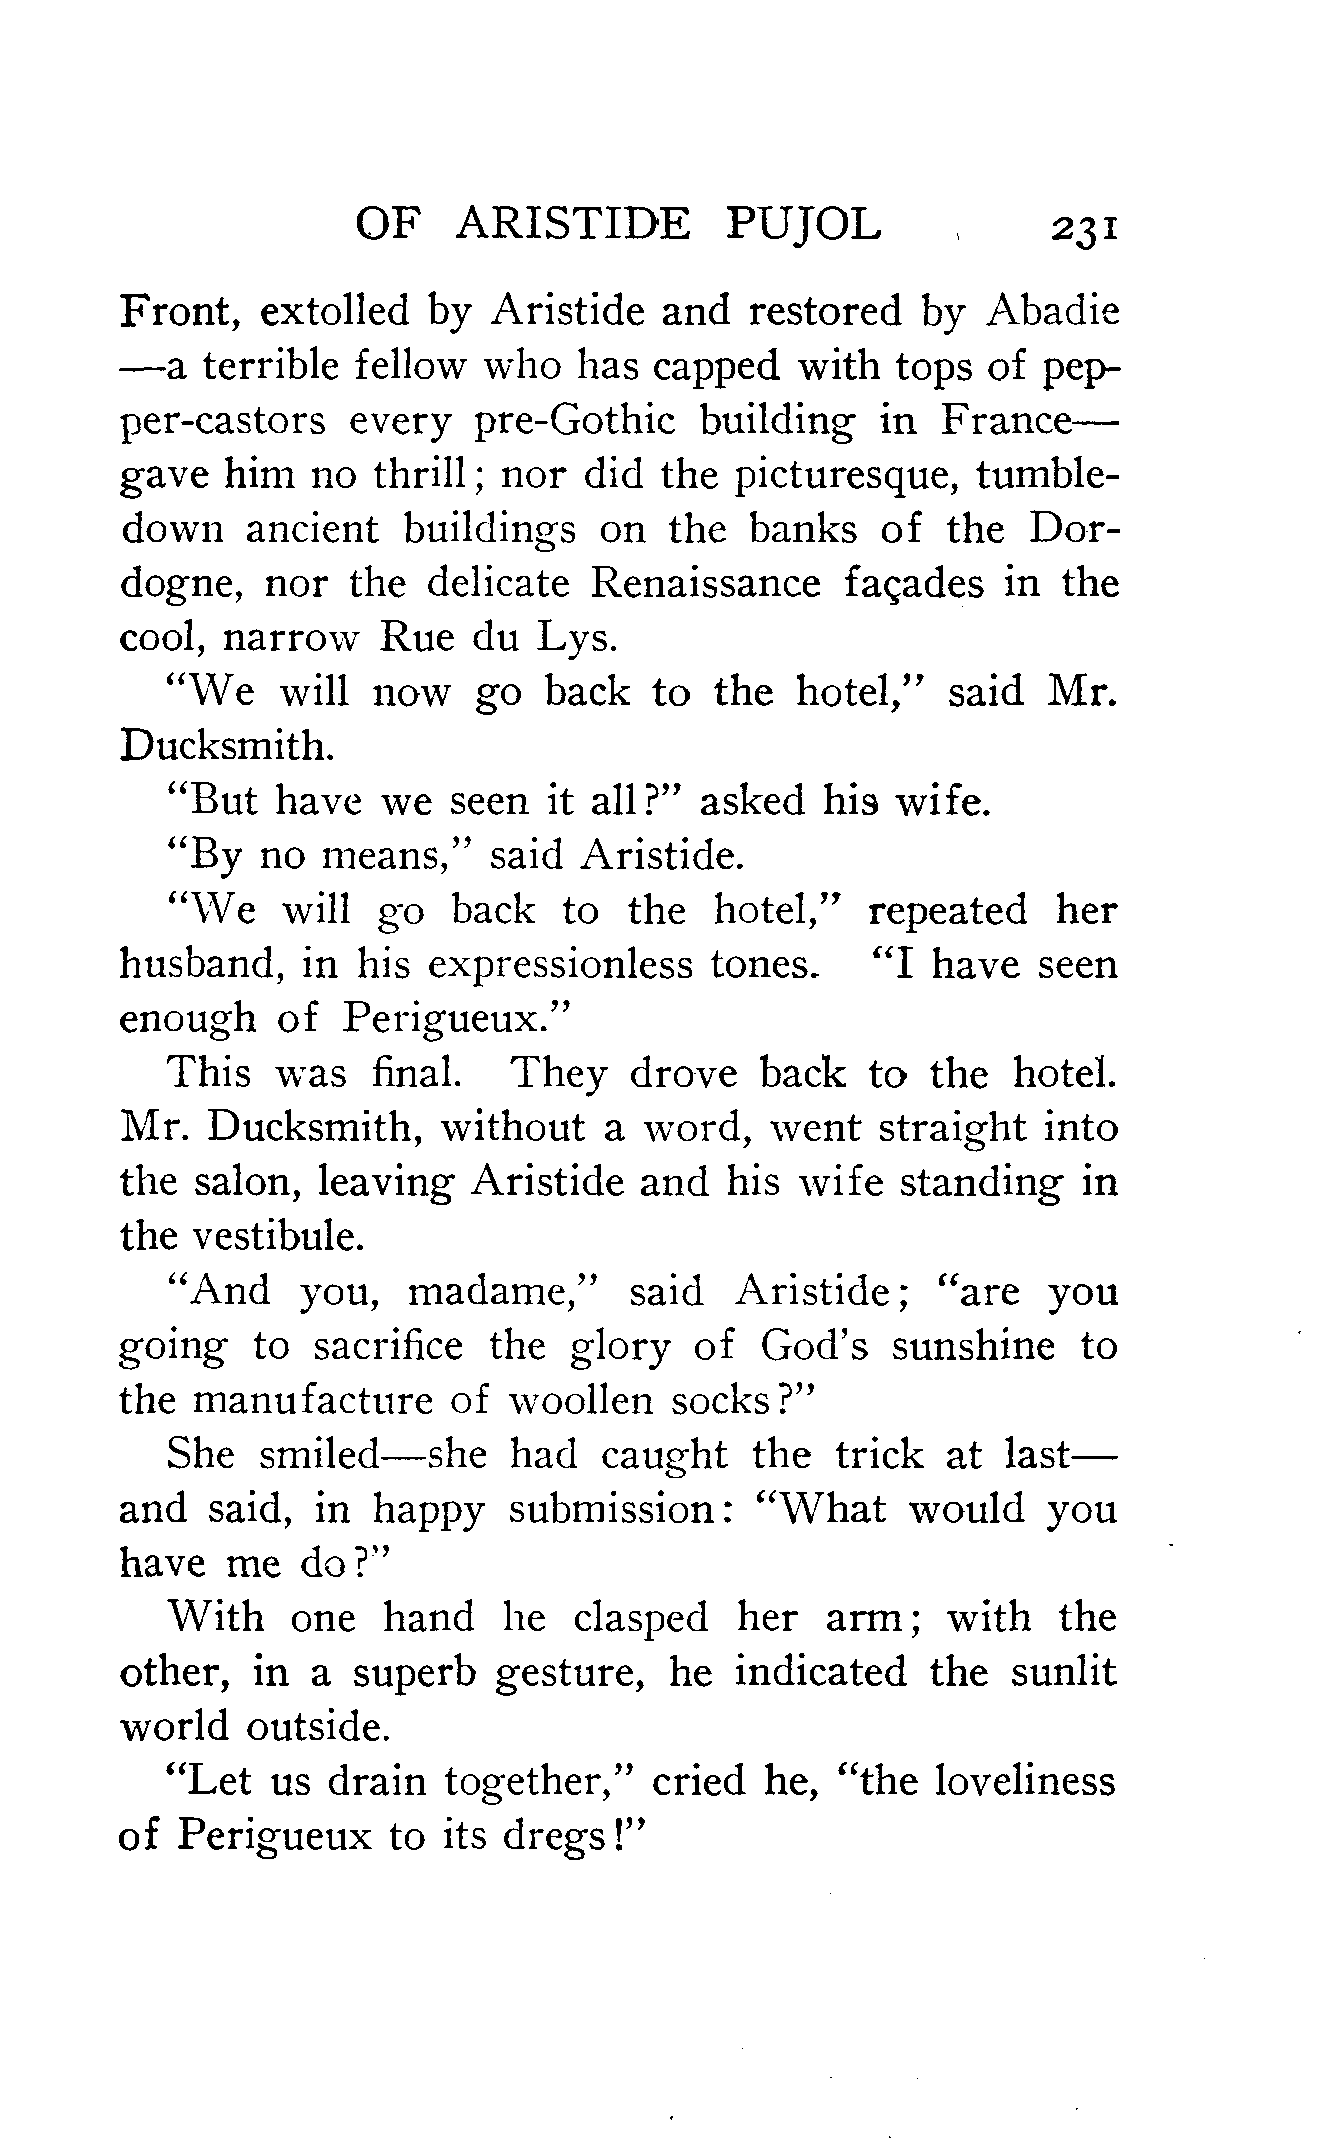 OF ARISTIDE PUJOL 231
Front, extolled by Aristide and restored by Abadie
—a terrible fellow who has capped with tops of pep-
per-castors every pre-Gothic building in France—
gave him no thrill; nor did the picturesque, tumble-
down ancient buildings on the banks of the Dor-
dogne, nor the delicate Renaissance façades in the
cool, narrow Rue du Lys.
“We will now go back to the hotel,” said Mr.
Ducksmith.
“But have we seen it all?” asked his wife.
“By no means,” said Aristide.
“We will go back to the hotel,” repeated her
husband, in his expressionless tones. “I have seen
enough of Perigueux.”
This was final. They drove back to the hotel.
Mr. Ducksmith, without a word, went straight into
the salon, leaving Aristide and his wife standing in
the vestibule.
“And you, madame,” said Aristide; “are you
going to sacrifice the glory of God’s sunshine to
the manufacture of woollen socks?”
She smiled—she had caught the trick at last—
and said, in happy submission: “What would you
have me do?”
With one hand he clasped her arm; with the
other, in a superb gesture, he indicated the sunlit
world outside.
“Let us drain together,” cried he, “the loveliness
of Perigueux to its dregs!”